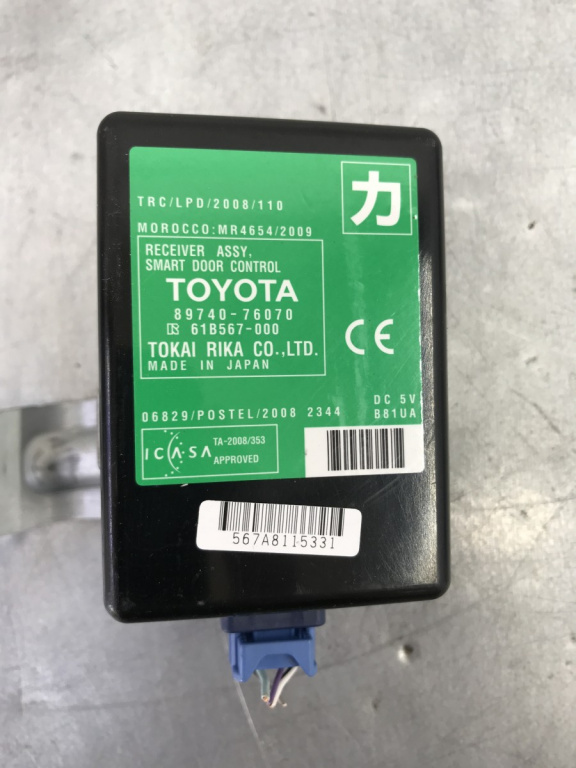 TRC/LPD/2008/110
力
MOROCCO:MR4654/2009
RECEIVER ASSY,
SMART DOOR CONTROL
TOYOTA
89740-76070
61B567-000
TOKAI RIKA CO.,LTD.
MADE IN JAPAN
CE
06829/POSTEL/2008 2344
DC 5V
B81UA
ICASA
TA-2008/353
APPROVED
567A8115331